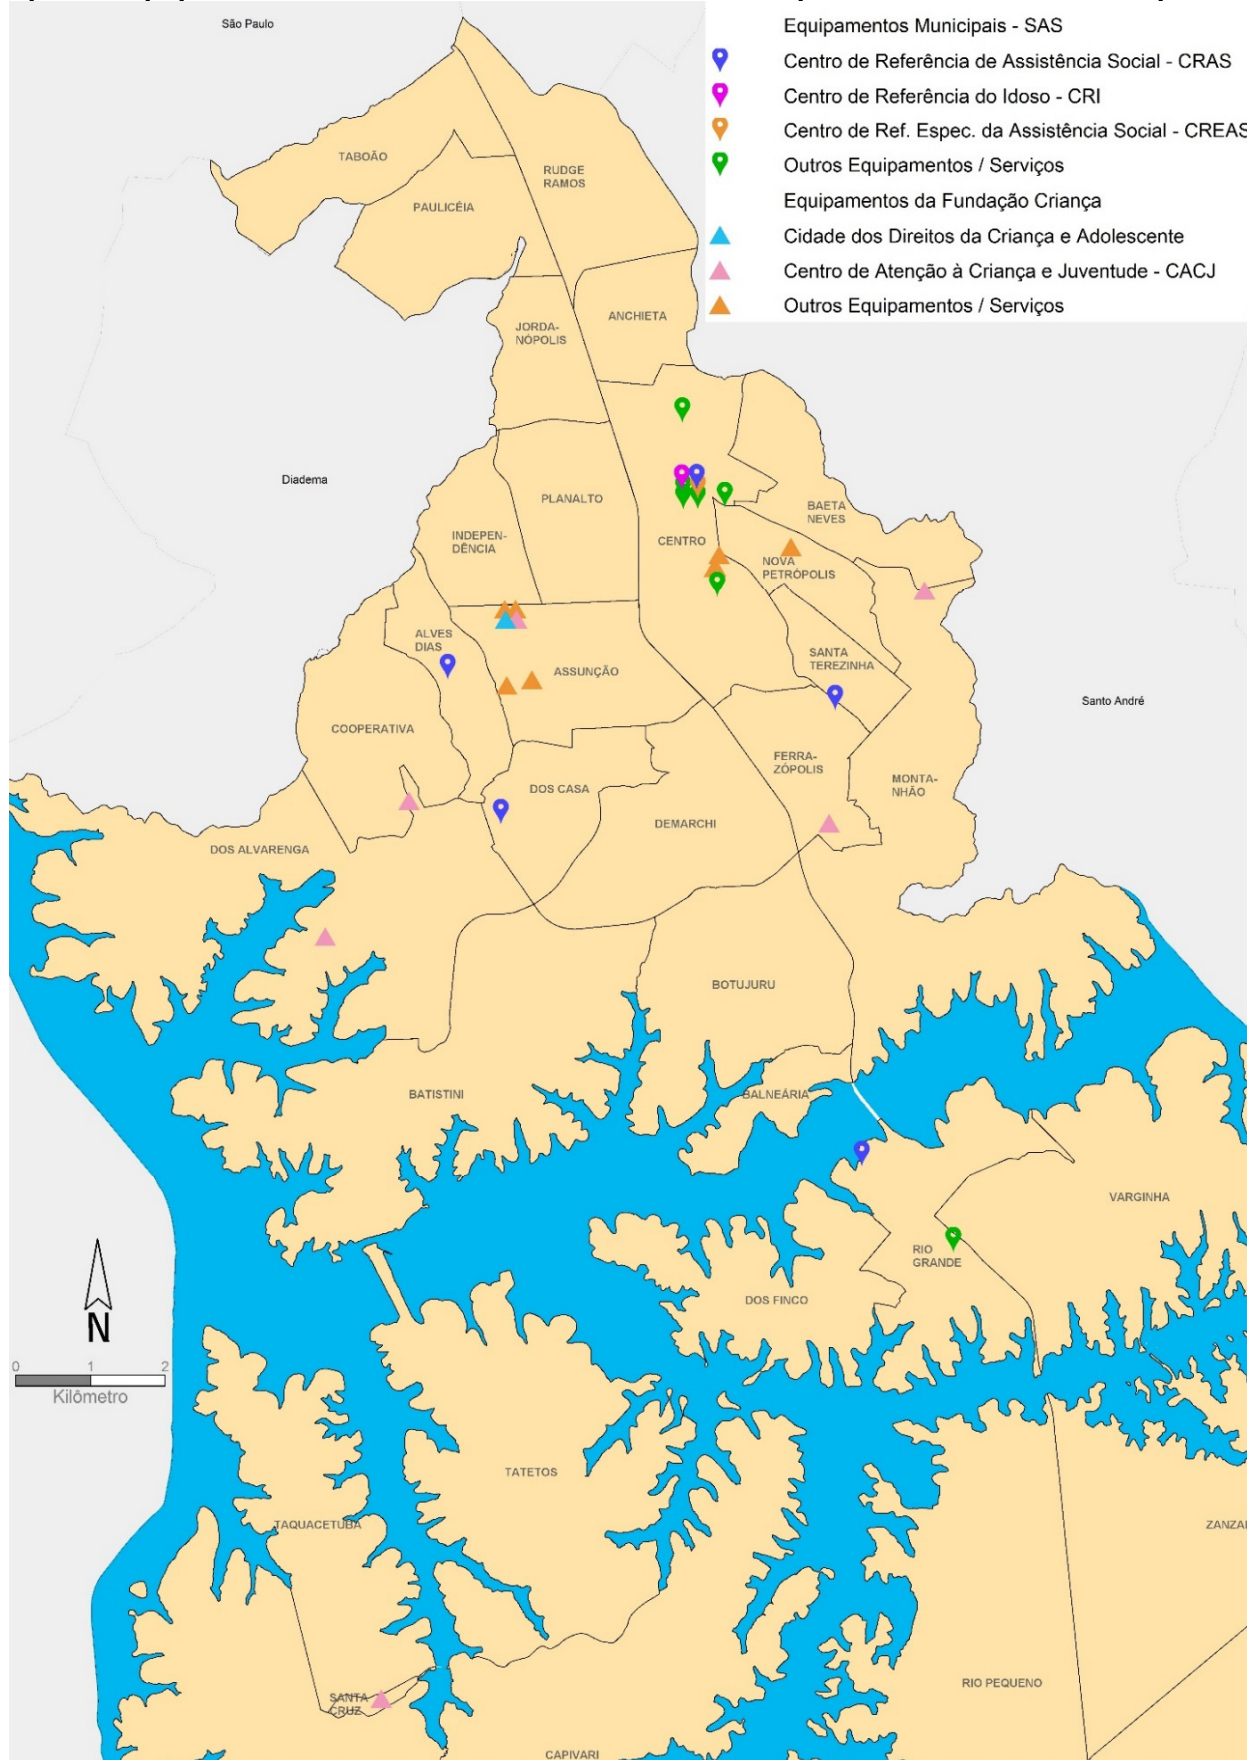 São Paulo
Equipamentos Municipais - SAS
Centro de Referência de Assistência Social - CRAS
Centro de Referência do Idoso - CRI
Centro de Ref. Espec. da Assistência Social - CREAS
Outros Equipamentos / Serviços
Equipamentos da Fundação Criança
Cidade dos Direitos da Criança e Adolescente
Centro de Atenção à Criança e Juventude - CACJ
Outros Equipamentos / Serviços
TABOÃO
RUDGE
RAMOS
PAULICÉIA
ANCHIETA
JORDA-
NÓPOLIS
Diadema
PLANALTO
BAETA
NEVES
INDEPEN-
DÊNCIA
CENTRO
NOVA
PETRÓPOLIS
ALVES
DIAS
SANTA
TEREZINHA
ASSUNÇÃO
Santo André
COOPERATIVA
FERRA-
ZÓPOLIS
MONTA-
NHÃO
DOS CASA
DEMARCHI
DOS ALVARENGA
BOTUJURU
BATISTINI
BALNEÁRIA
VARGINHA
RIO
GRANDE
DOS FINCO
N
0 1 2
Kilômetro
TATETOS
TAQUACETUBA
ZANZA
RIO PEQUENO
SANTA
CRUZ
CAPIVARI